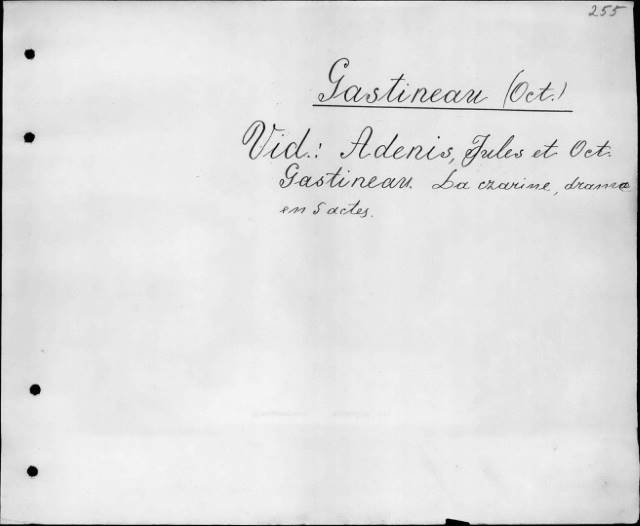 255
Gastineau (Oct.)
Vid.: Adenis, Jules et Oct.
Gastineau. La czarine, drame
en 5 actes.